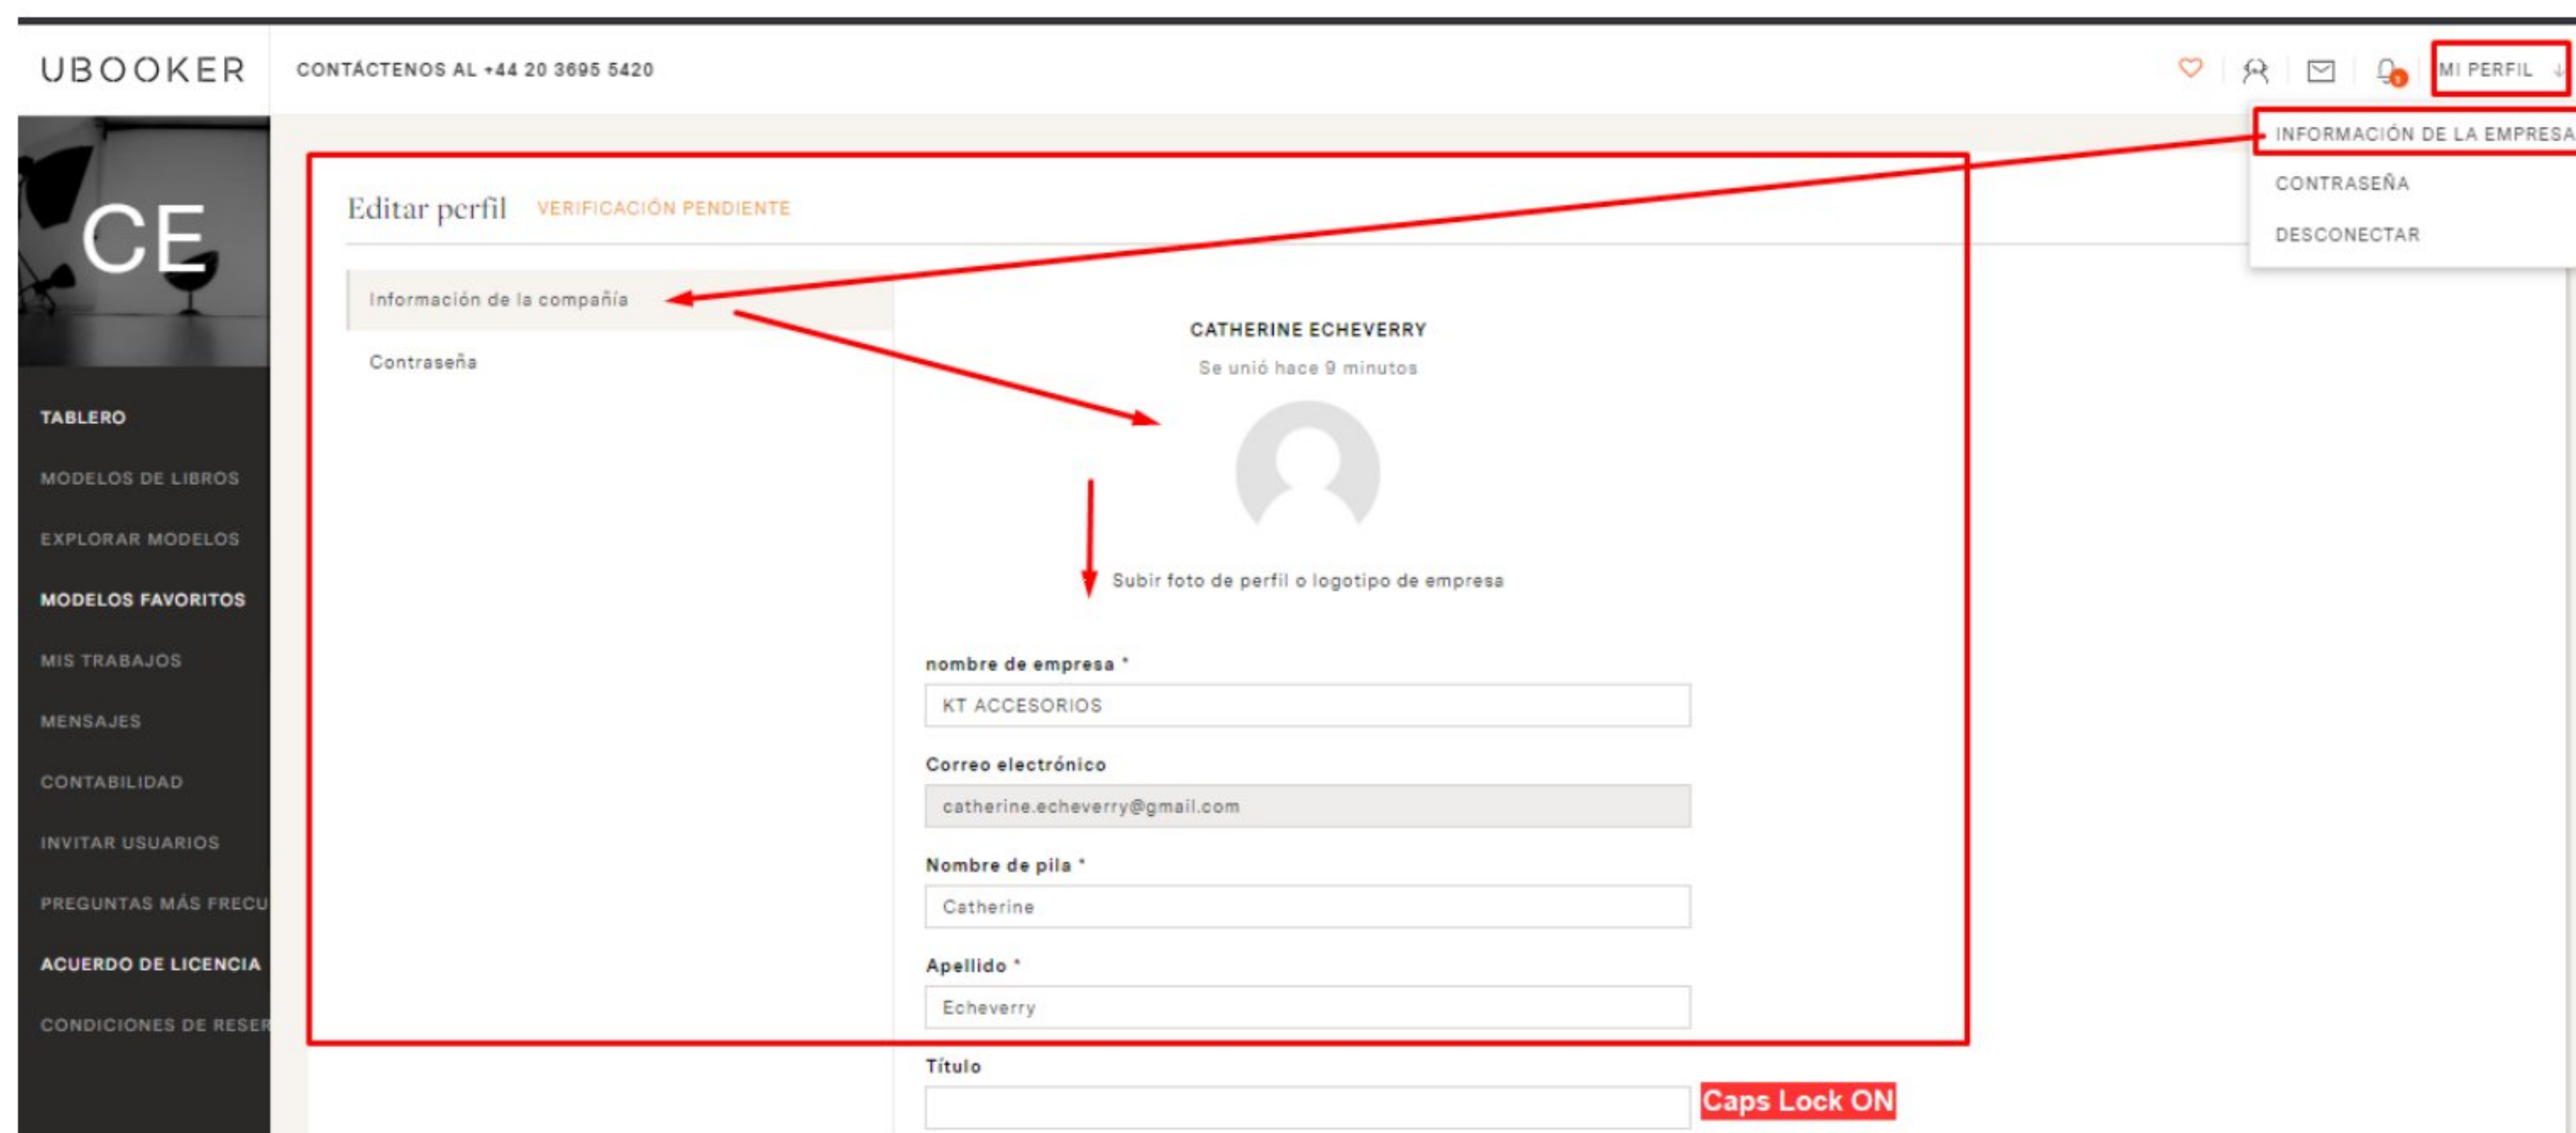 UBOOKER
CONTÁCTENOS AL +44 20 3695 5420
MI PERFIL
INFORMACIÓN DE LA EMPRESA
CONTRASEÑA
DESCONECTAR
CE
TABLERO
MODELOS DE LIBROS
EXPLORAR MODELOS
MODELOS FAVORITOS
MIS TRABAJOS
MENSAJES
CONTABILIDAD
INVITAR USUARIOS
PREGUNTAS MÁS FRECU
ACUERDO DE LICENCIA
CONDICIONES DE RESER
Editar perfil VERIFICACIÓN PENDIENTE
Información de la compañía
Contraseña
CATHERINE ECHEVERRY
Se unió hace 9 minutos
Subir foto de perfil o logotipo de empresa
nombre de empresa *
KT ACCESORIOS
Correo electrónico
catherine.echeverry@gmail.com
Nombre de pila *
Catherine
Apellido *
Echeverry
Título
Caps Lock ON